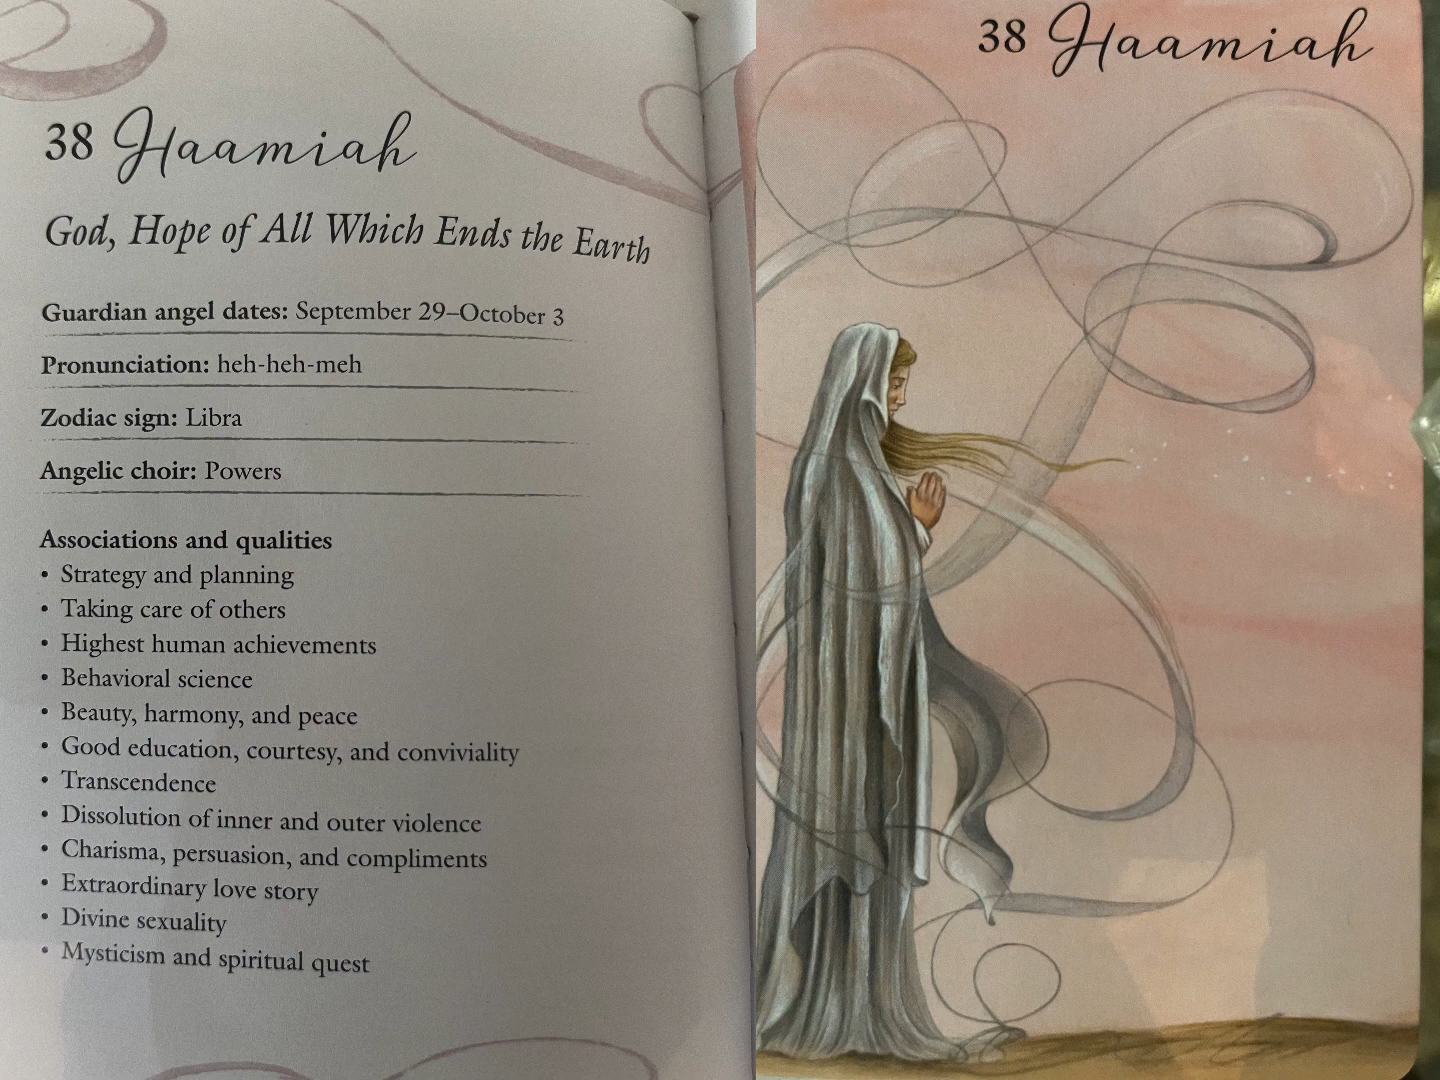 38 Haamiah
God, Hope of All Which Ends the Earth
Guardian angel dates: September 29–October 3
Pronunciation: heh-heh-meh
Zodiac sign: Libra
Angelic choir: Powers
Associations and qualities
• Strategy and planning
• Taking care of others
• Highest human achievements
• Behavioral science
• Beauty, harmony, and peace
• Good education, courtesy, and conviviality
• Transcendence
• Dissolution of inner and outer violence
• Charisma, persuasion, and compliments
• Extraordinary love story
• Divine sexuality
• Mysticism and spiritual quest
38 Haamiah